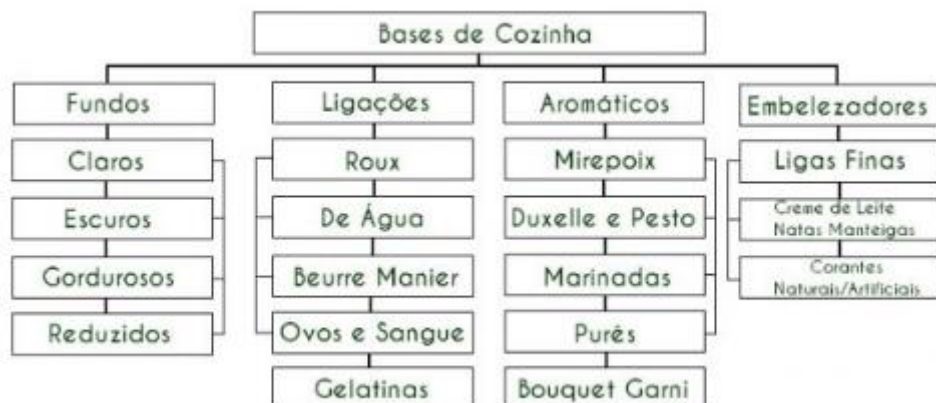 Bases de Cozinha
Fundos
Claros
Escuros
Gordurosos
Reduzidos
Ligações
Roux
De Água
Beurre Manier
Ovos e Sangue
Gelatinas
Aromáticos
Mirepoix
Duxelle e Pesto
Marinadas
Purés
Bouquet Garni
Embelezadores
Ligas Finas
Creme de Leite
Natas Manteigas
Corantes
Naturais/Artificiais